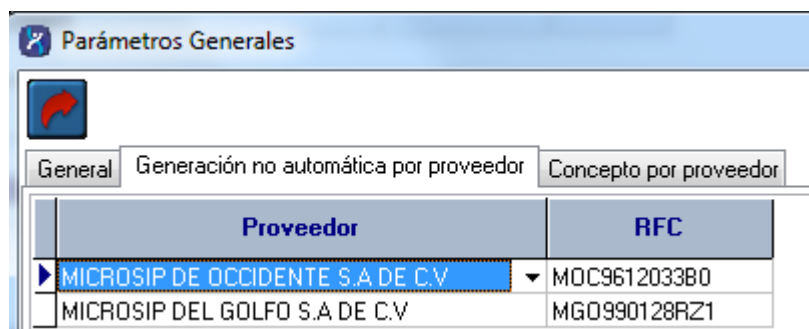 Parámetros Generales
General Generación no automática por proveedor Concepto por proveedor
Proveedor RFC
MICROSIP DE OCCIDENTE S.A DE C.V MOC9612033B0
MICROSIP DEL GOLFO S.A DE C.V MGO990128RZ1